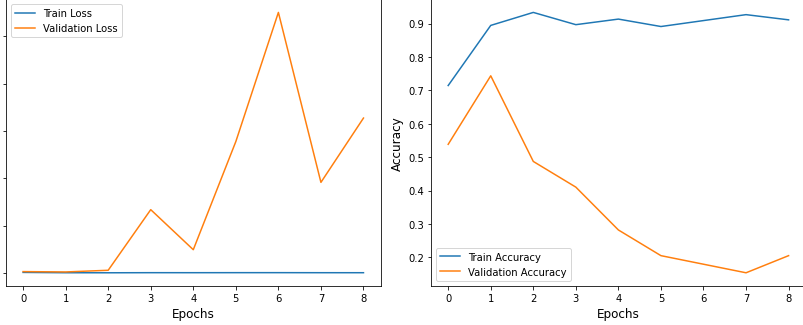 Train Loss
Validation Loss
0 1 2 3 4 5 6 7 8
Epochs
Accuracy
0.9
0.8
0.7
0.6
0.5
0.4
0.3
0.2
Train Accuracy
Validation Accuracy
0 1 2 3 4 5 6 7 8
Epochs